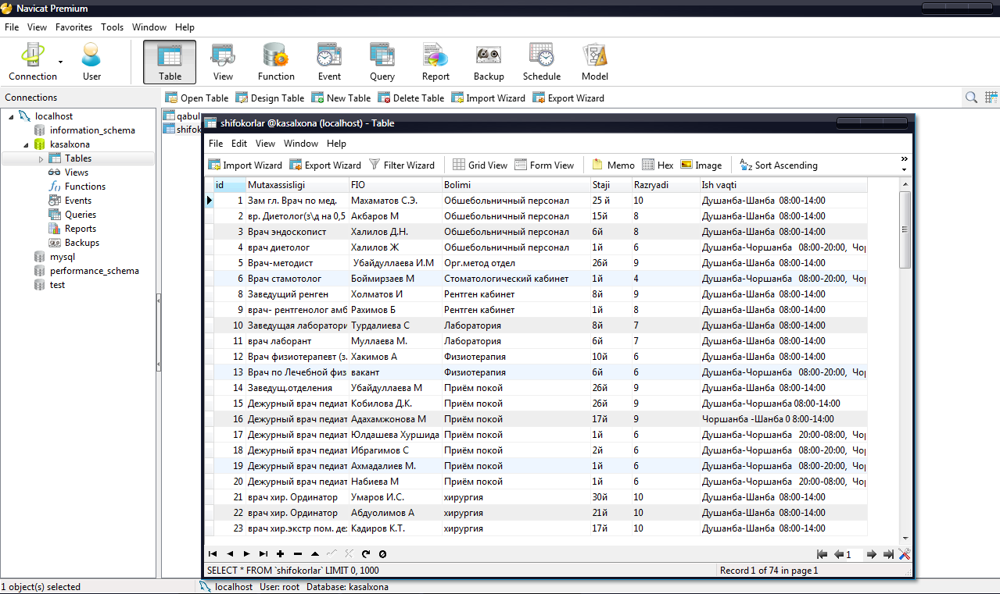 Navicat Premium
File View Favorites Tools Window Help
Connection User Table View Function Event Query Report Backup Schedule Model
Connections Open Table Design Table New Table Delete Table Import Wizard Export Wizard
localhost
information_schema
kasalxona
Tables
Views
Functions
Events
Queries
Reports
Backups
mysql
performance_schema
test
qabul
shifok
shifokorlar @kasalxona (localhost) - Table
File Edit View Window Help
Import Wizard Export Wizard Filter Wizard Grid View Form View Memo Hex Image Sort Ascending
id Mutaxassisligi FIO Bolimi Staji Razryadi Ish vaqti
1 Зам гл. Врач по мед. Махаматов С.Э. Обшебольничный персонал 25 й 10 Душанба-Шанба 08:00-14:00
2 вр. Диетолог(з\д на 0,5 Акбаров М Обшебольничный персонал 15й 8 Душанба-Шанба 08:00-14:00
3 Врач эндоскопист Халилов Д.Н. Обшебольничный персонал 6й 8 Душанба-Шанба 08:00-14:00
4 врач диетолог Халилов Ж Обшебольничный персонал 1й 6 Душанба-Чоршанба 08:00-20:00, Чор
5 Врач-методист Убайдуллаева И.М Орг.метод отдел 26й 9 Душанба-Шанба 08:00-14:00
6 Врач стамотолог Боймирзаев М Стоматологический кабинет 1й 4 Душанба-Чоршанба 08:00-20:00, Чор
8 Заведущий ренген Холматов И Рентген кабинет 8й 9 Душанба-Шанба 08:00-14:00
9 врач- рентгенолог амб Рахимов Б Рентген кабинет 1й 8 Душанба-Шанба 08:00-14:00
10 Заведущая лаборатори Турдалиева С Лаборатория 8й 7 Душанба-Шанба 08:00-14:00
11 врач лаборант Муллаева М. Лаборатория 6й 7 Душанба-Шанба 08:00-14:00
12 Врач физиотерапевт (з. Хакимов А Физиотерапия 10й 6 Душанба-Шанба 08:00-14:00
13 Врач по Лечебной физ вакант Физиотерапия 6й 6 Душанба-Чоршанба 08:00-20:00, Чор
14 Заведущ.отделения Убайдуллаева М Приём покой 26й 9 Душанба-Шанба 08:00-14:00
15 Дежурный врач педиат Кобилова Д.К. Приём покой 26й 9 Душанба-Чоршанба 08:00-14:00
16 Дежурный врач педиат Адахамжонова М Приём покой 17й 9 Чоршанба -Шанба 0 8:00-14:00
17 Дежурный врач педиат Юлдашева Хуршида Приём покой 1й 6 Душанба-Чоршанба 20:00-08:00, Чор
18 Дежурный врач педиат Ибрагимов С Приём покой 2й 6 Душанба-Чоршанба 08:00-20:00, Чор
19 Дежурный врач педиат Ахмадалиев М. Приём покой 1й 6 Душанба-Чоршанба 08:00-20:00, Чор
20 Дежурный врач педиат Набиева М Приём покой 1й 6 Душанба-Чоршанба 20:00-08:00, Чор
21 врач хир. Ординатор Умаров И.С. хирургия 30й 10 Душанба-Шанба 08:00-14:00
22 врач хир. Ординатор Абдуолимов А хирургия 21й 10 Душанба-Шанба 08:00-14:00
23 врач хир.экстр пом. де: Кадиров К.Т. хирургия 17й 10 Душанба-Шанба 08:00-14:00
1
SELECT * FROM `shifokorlar` LIMIT 0, 1000 Record 1 of 74 in page 1
1 object(s) selected localhost User: root Database: kasalxona